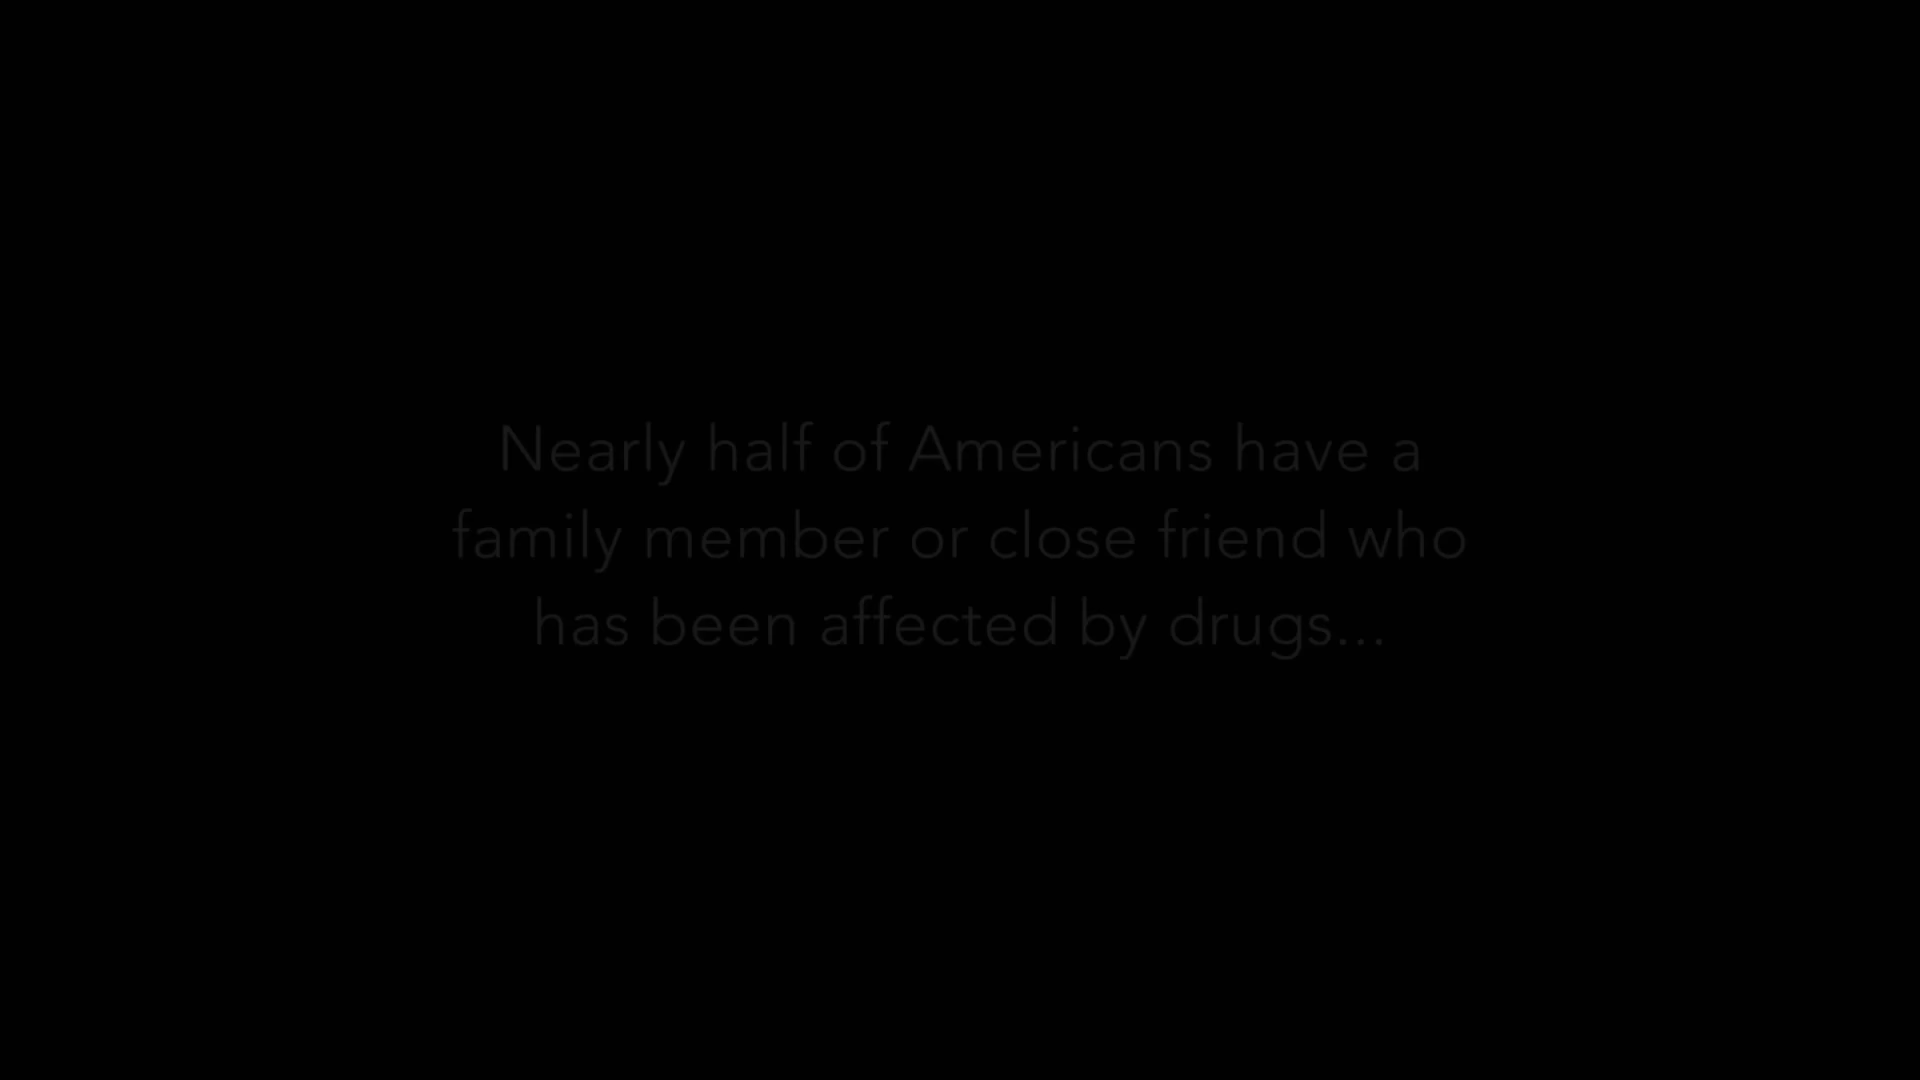 Nearly half of Americans have a
family member or close friend who
has been affected by drugs...